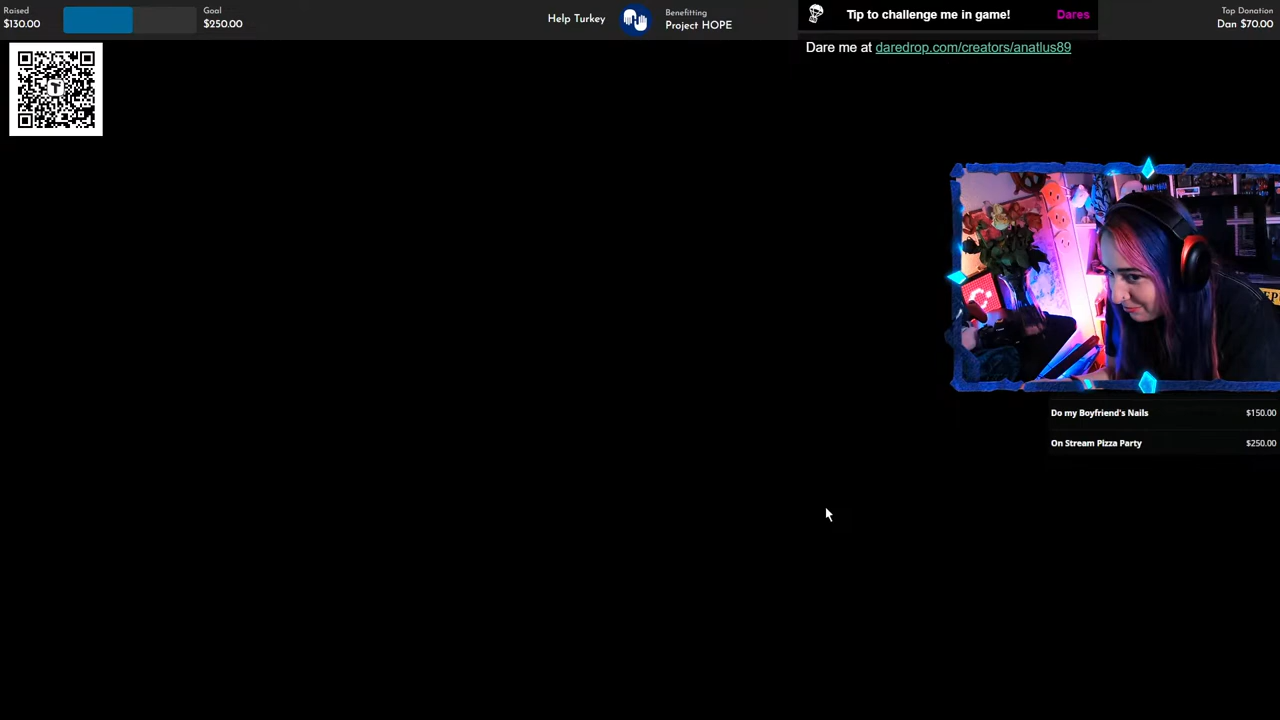 Raised
$130.00
Goal
$250.00
Help Turkey
Benefitting
Project HOPE
Tip to challenge me in game!
Dares
Top Donation
Dan $70.00
Dare me at daredrop.com/creators/anatlus89
Do my Boyfriend's Nails
$150.00
On Stream Pizza Party
$250.00